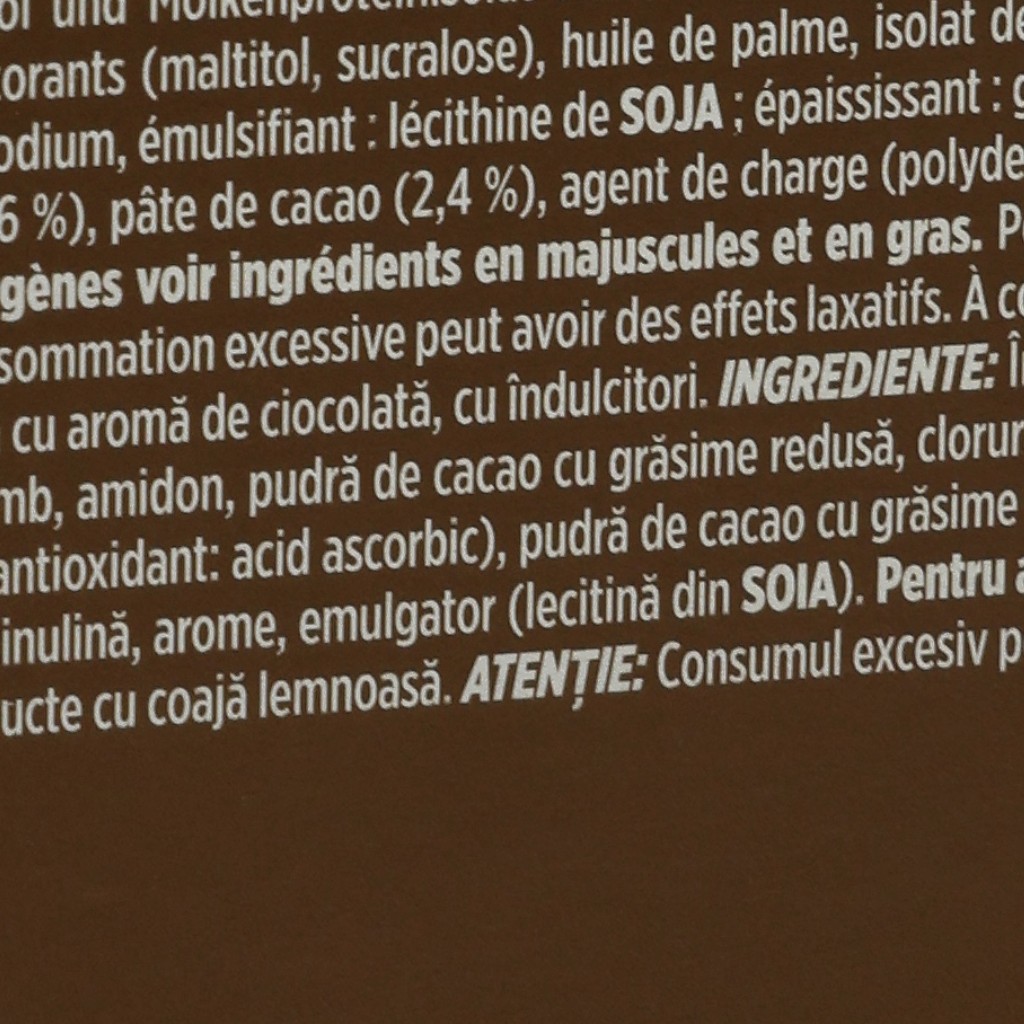 und Molkenproteinisolat
orants (maltitol, sucralose), huile de palme, isolat de
odium, émulsifiant : lécithine de SOJA ; épaississant : g
6 %), pâte de cacao (2,4 %), agent de charge (polyde
gènes voir ingrédients en majuscules et en gras. P
sommation excessive peut avoir des effets laxatifs. À co
cu aromă de ciocolată, cu îndulcitori. INGREDIENTE: Î
mb, amidon, pudră de cacao cu grăsime redusă, clorur
antioxidant: acid ascorbic), pudră de cacao cu grăsime
inulină, arome, emulgator (lecitină din SOIA). Pentru a
ucte cu coajă lemnoasă. ATENȚIE: Consumul excesiv p